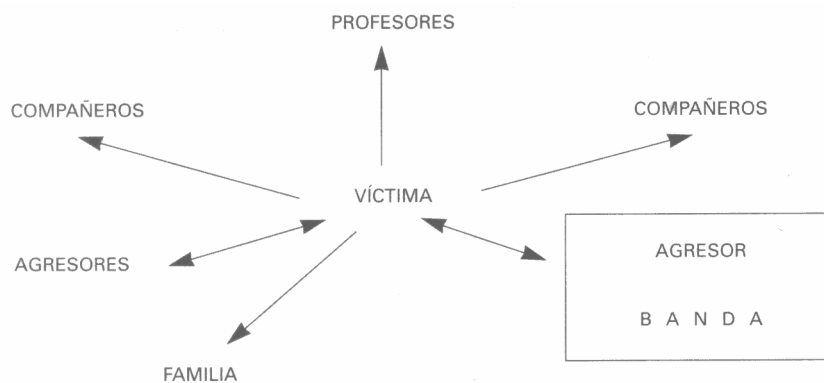 PROFESORES
COMPAÑEROS
COMPAÑEROS
VÍCTIMA
AGRESORES
AGRESOR
B A N D A
FAMILIA